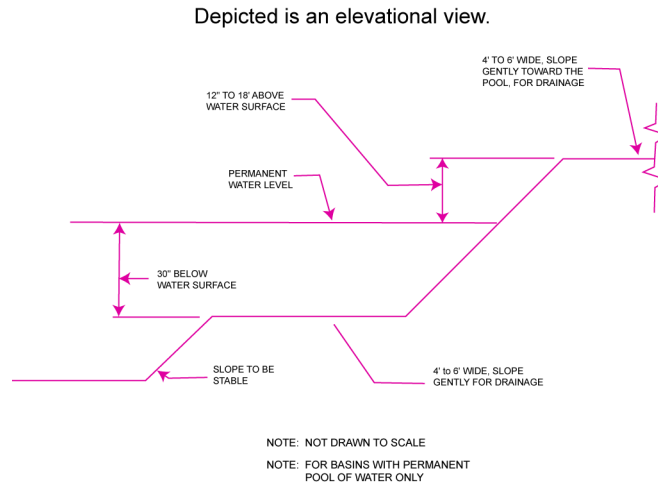 Depicted is an elevational view.
4' TO 6' WIDE, SLOPE
GENTLY TOWARD THE
POOL, FOR DRAINAGE
12" TO 18' ABOVE
WATER SURFACE
PERMANENT
WATER LEVEL
30" BELOW
WATER SURFACE
SLOPE TO BE
STABLE
4' to 6' WIDE, SLOPE
GENTLY FOR DRAINAGE
NOTE: NOT DRAWN TO SCALE
NOTE: FOR BASINS WITH PERMANENT
POOL OF WATER ONLY